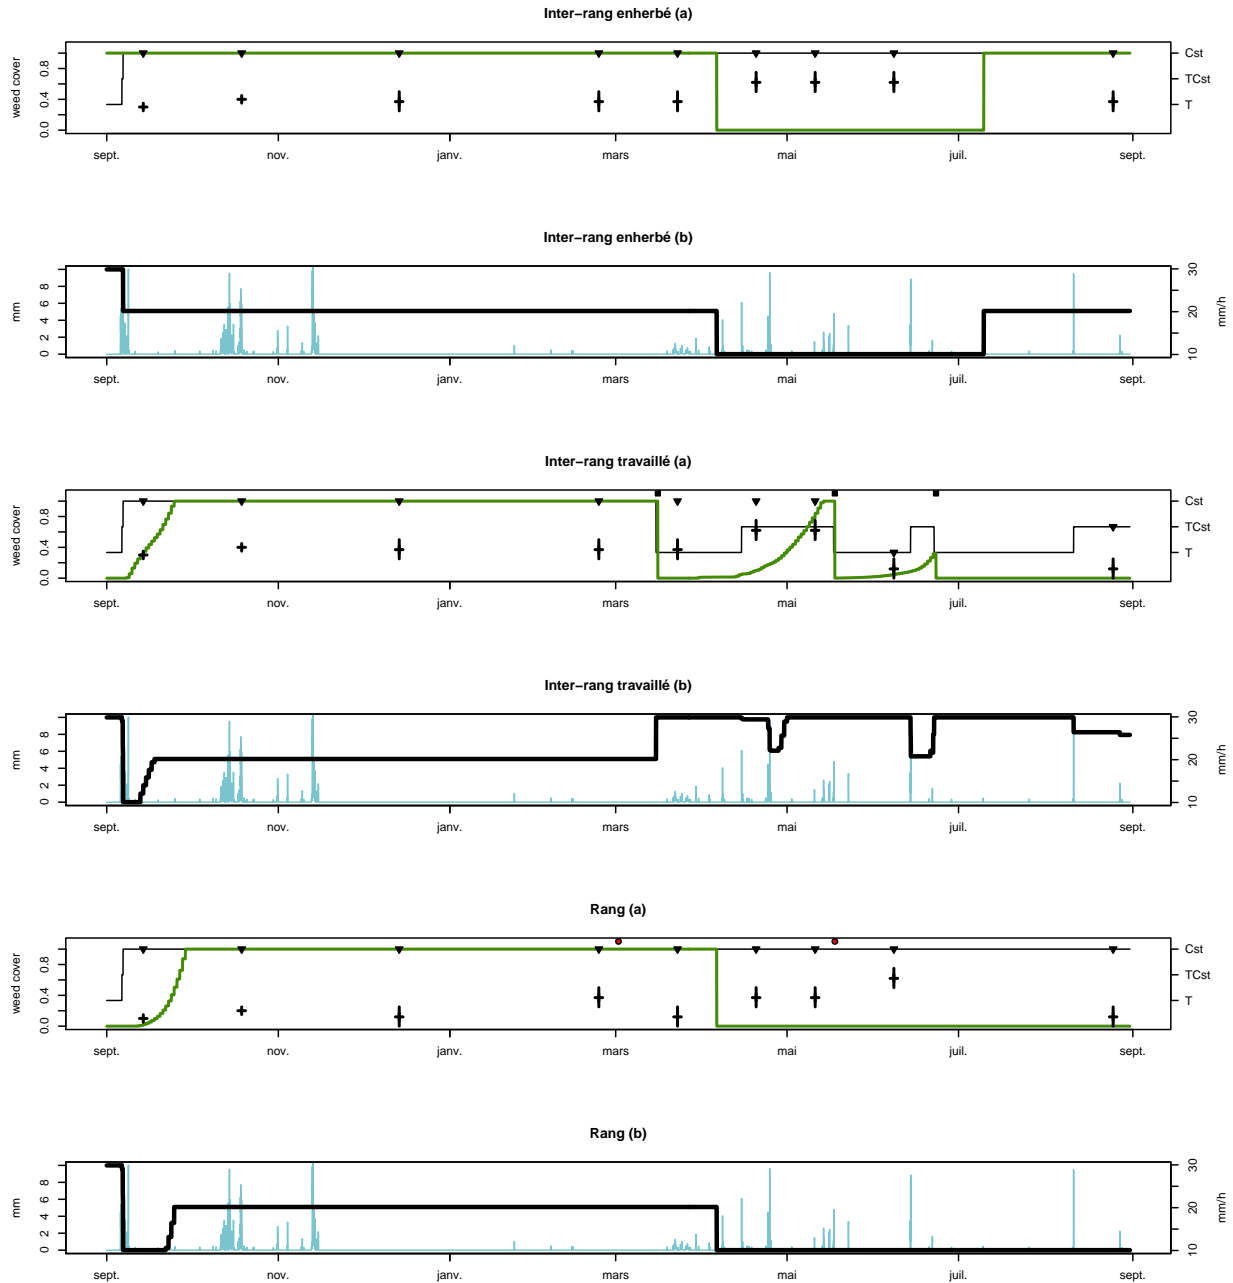 Inter−rang enherbé (a)
weed cover
0.0 0.4 0.8
Cst
TCst
T
sept. nov. janv. mars mai juil. sept.
Inter−rang enherbé (b)
mm
0 2 4 6 8
30
20
10
mm/h
sept. nov. janv. mars mai juil. sept.
Inter−rang travaillé (a)
weed cover
0.0 0.4 0.8
Cst
TCst
T
sept. nov. janv. mars mai juil. sept.
Inter−rang travaillé (b)
mm
0 2 4 6 8
30
20
10
mm/h
sept. nov. janv. mars mai juil. sept.
Rang (a)
weed cover
0.0 0.4 0.8
Cst
TCst
T
sept. nov. janv. mars mai juil. sept.
Rang (b)
mm
0 2 4 6 8
30
20
10
mm/h
sept. nov. janv. mars mai juil. sept.